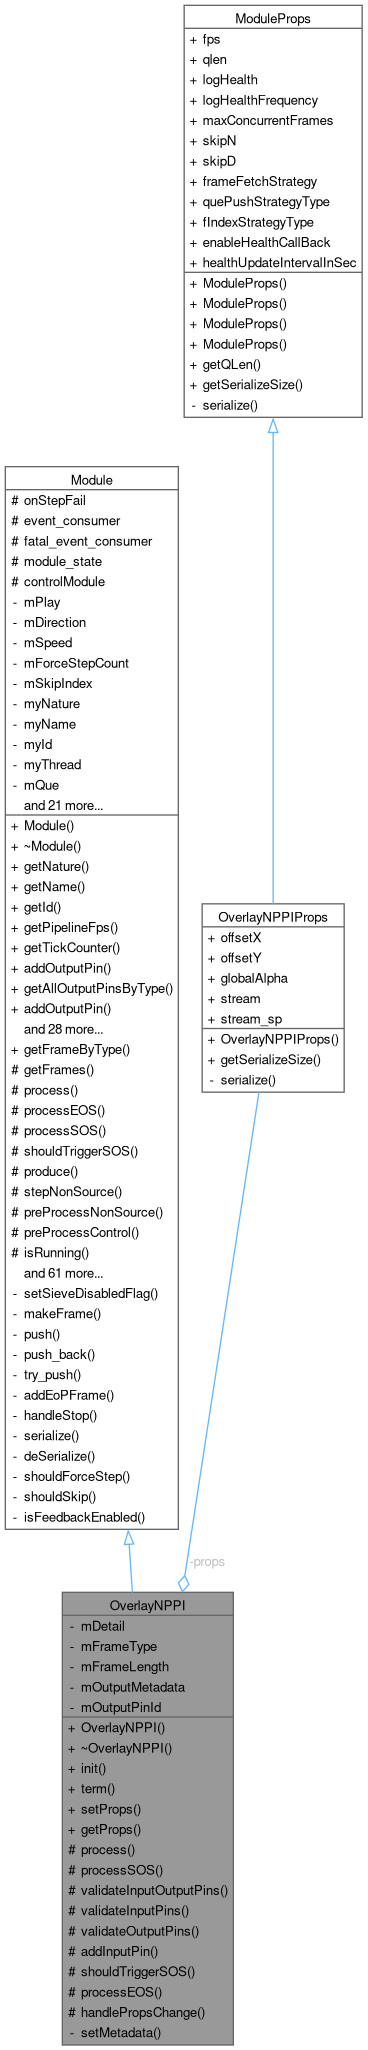 ModuleProps
+ fps
+ qlen
+ logHealth
+ logHealthFrequency
+ maxConcurrentFrames
+ skipN
+ skipD
+ frameFetchStrategy
+ quePushStrategyType
+ fIndexStrategyType
+ enableHealthCallBack
+ healthUpdateIntervalInSec
+ ModuleProps()
+ ModuleProps()
+ ModuleProps()
+ ModuleProps()
+ getQLen()
+ getSerializeSize()
- serialize()
Module
# onStepFail
# event_consumer
# fatal_event_consumer
# module_state
# controlModule
- mPlay
- mDirection
- mSpeed
- mForceStepCount
- mSkipIndex
- myNature
- myName
- myId
- myThread
- mQue
and 21 more...
+ Module()
+ ~Module()
+ getNature()
+ getName()
+ getId()
+ getPipelineFps()
+ getTickCounter()
+ addOutputPin()
+ getAllOutputPinsByType()
+ addOutputPin()
and 28 more...
+ getFrameByType()
# getFrames()
# process()
# processEOS()
# processSOS()
# shouldTriggerSOS()
# produce()
# stepNonSource()
# preProcessNonSource()
# preProcessControl()
# isRunning()
and 61 more...
- setSieveDisabledFlag()
- makeFrame()
- push()
- push_back()
- try_push()
- addEoPFrame()
- handleStop()
- serialize()
- deSerialize()
- shouldForceStep()
- shouldSkip()
- isFeedbackEnabled()
OverlayNPPIProps
+ offsetX
+ offsetY
+ globalAlpha
+ stream
+ stream_sp
+ OverlayNPPIProps()
+ getSerializeSize()
- serialize()
-props
OverlayNPPI
- mDetail
- mFrameType
- mFrameLength
- mOutputMetadata
- mOutputPinId
+ OverlayNPPI()
+ ~OverlayNPPI()
+ init()
+ term()
+ setProps()
+ getProps()
# process()
# processSOS()
# validateInputOutputPins()
# validateInputPins()
# validateOutputPins()
# addInputPin()
# shouldTriggerSOS()
# processEOS()
# handlePropsChange()
- setMetadata()